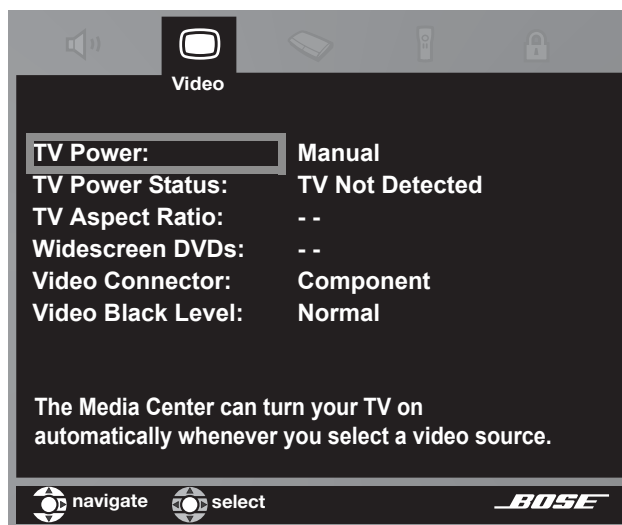 Video
TV Power: Manual
TV Power Status: TV Not Detected
TV Aspect Ratio: - -
Widescreen DVDs: - -
Video Connector: Component
Video Black Level: Normal
The Media Center can turn your TV on
automatically whenever you select a video source.
navigate select BOSE